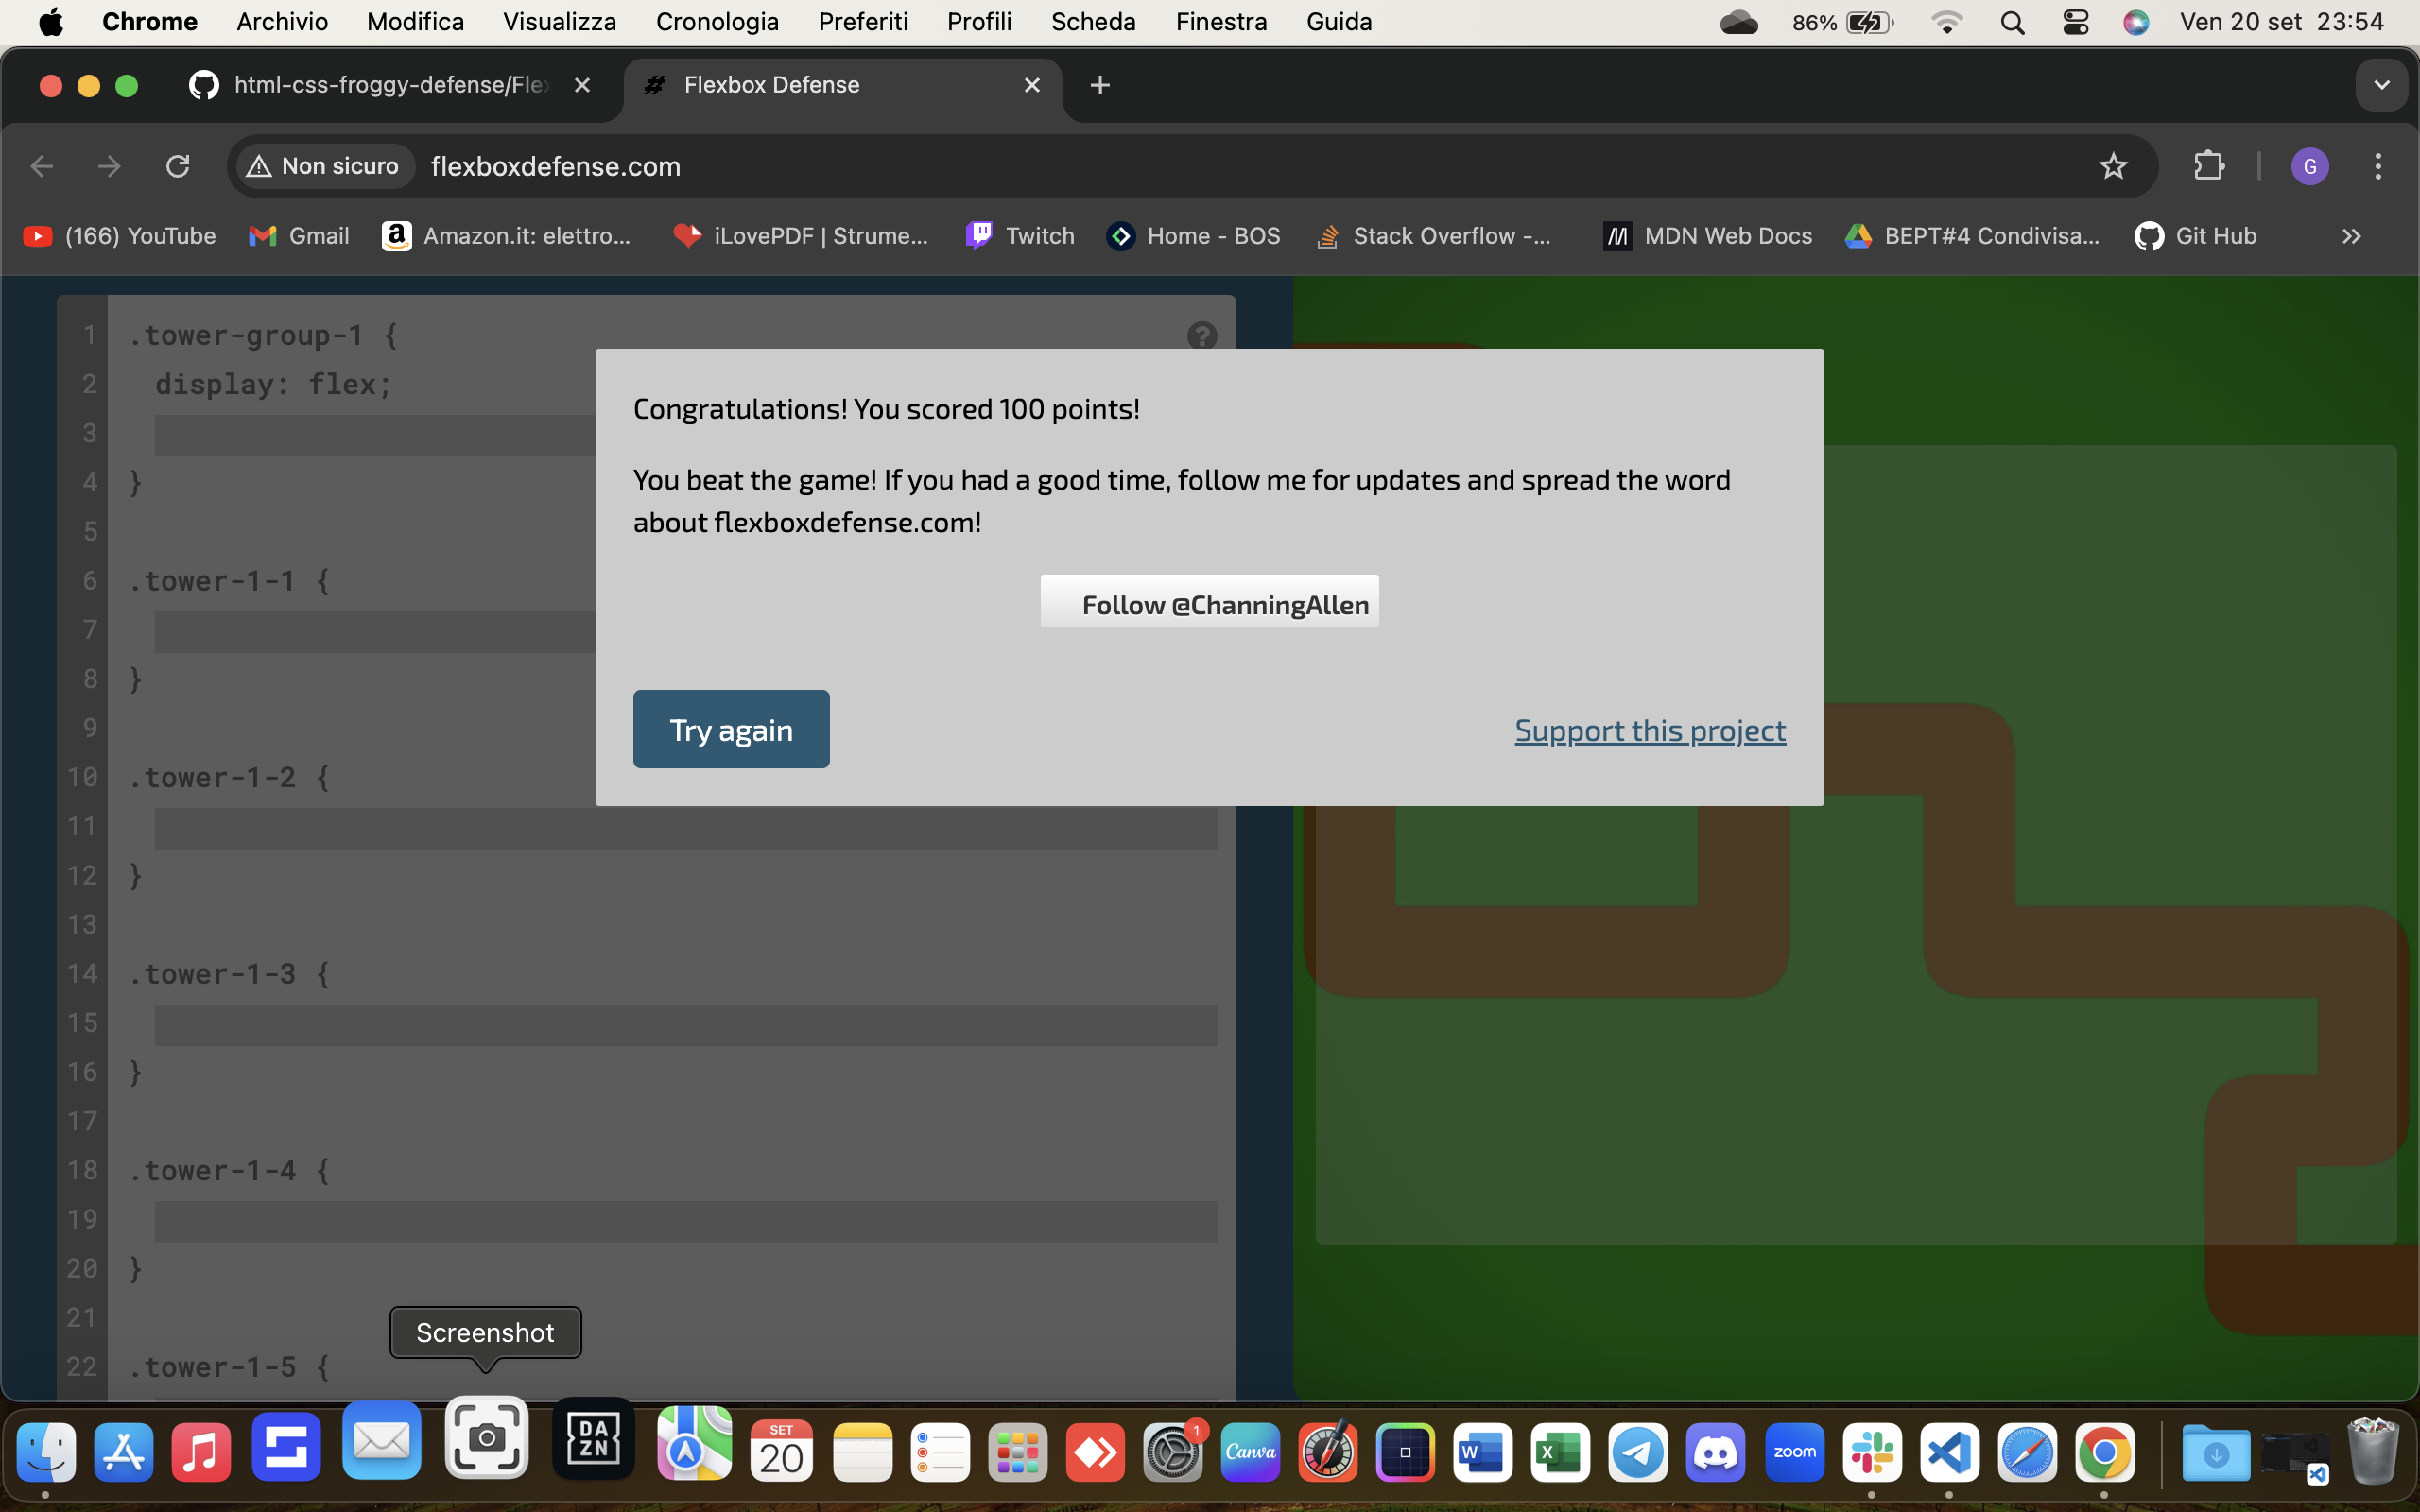 Chrome Archivio Modifica Visualizza Cronologia Preferiti Profili Scheda Finestra Guida 86% Ven 20 set 23:54
html-css-froggy-defense/Fle Flexbox Defense
Non sicuro flexboxdefense.com G
(166) YouTube Gmail a Amazon.it: elettro... iLovePDF | Strume... Twitch Home - BOS Stack Overflow -... M MDN Web Docs BEPT#4 Condivisa... Git Hub »
1 .tower-group-1 { ?
2 display: flex;
3
4 }
5
6 .tower-1-1 {
7
8 }
9
10 .tower-1-2 {
11
12 }
13
14 .tower-1-3 {
15
16 }
17
18 .tower-1-4 {
19
20 }
21
22 .tower-1-5 {
Congratulations! You scored 100 points!
You beat the game! If you had a good time, follow me for updates and spread the word
about flexboxdefense.com!
Follow @ChanningAllen
Try again Support this project
Screenshot
DA
ZN
SET
20
1
Canva
W
X
zoom